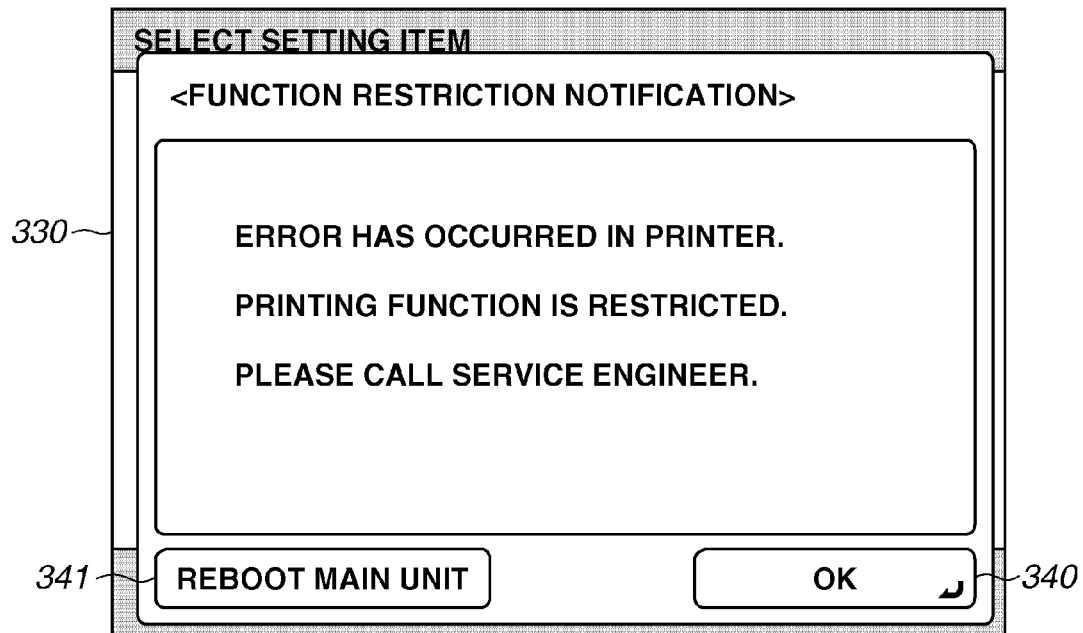 SELECT SETTING ITEM
<FUNCTION RESTRICTION NOTIFICATION>
330
ERROR HAS OCCURRED IN PRINTER.
PRINTING FUNCTION IS RESTRICTED.
PLEASE CALL SERVICE ENGINEER.
341
REBOOT MAIN UNIT
OK
340